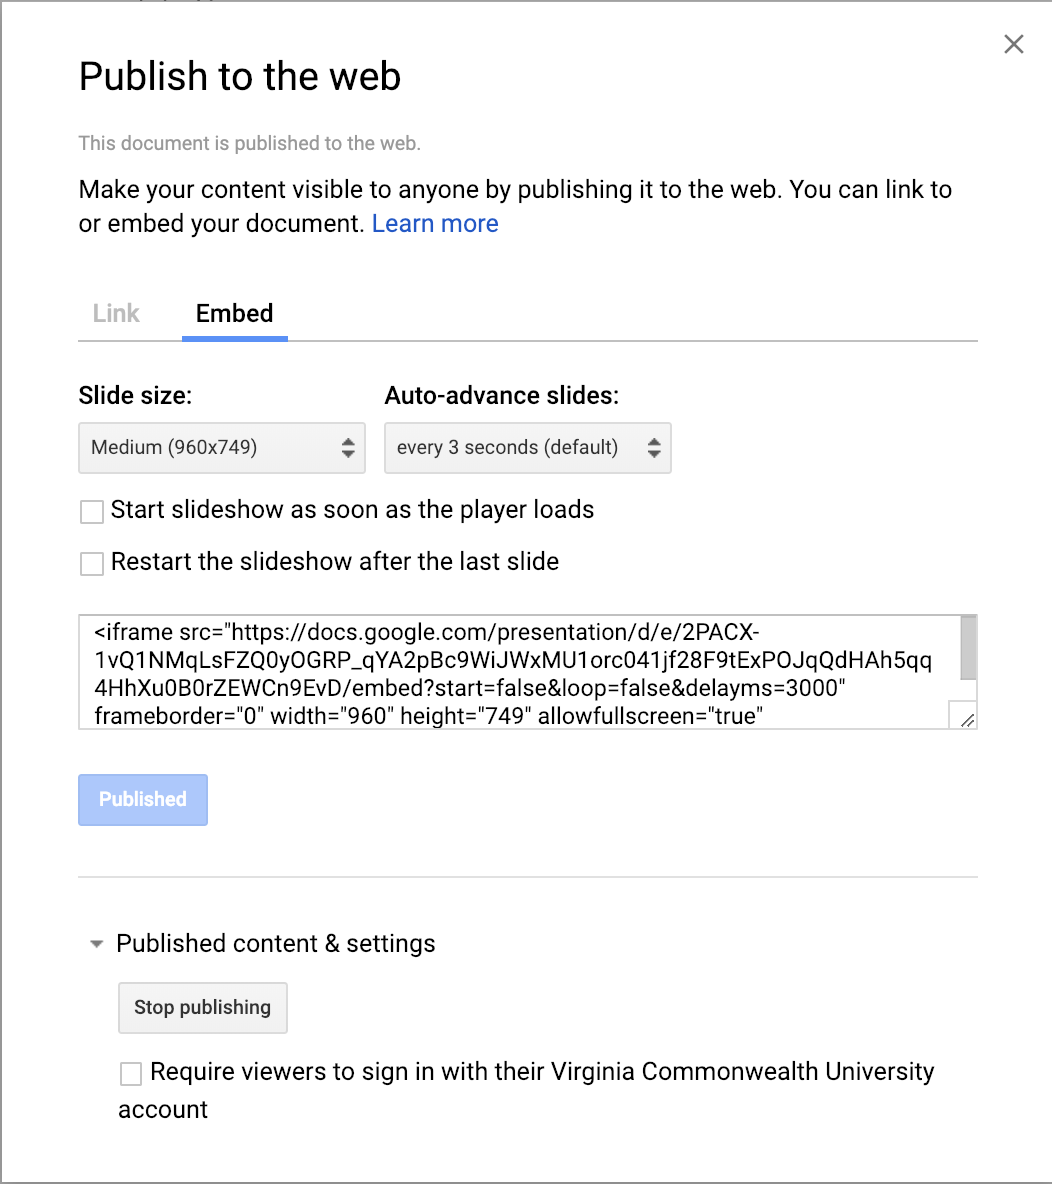 Publish to the web
This document is published to the web.
Make your content visible to anyone by publishing it to the web. You can link to
or embed your document. Learn more
Link Embed
Slide size: Auto-advance slides:
Medium (960x749) every 3 seconds (default)
Start slideshow as soon as the player loads
Restart the slideshow after the last slide
<iframe src="https://docs.google.com/presentation/d/e/2PACX-
1vQ1NMqLsFZQ0yOGRP_qYA2pBc9WiJWxMU1orc041jf28F9tExPOJqQdHAh5qq
4HhXu0B0rZEWCn9EvD/embed?start=false&loop=false&delayms=3000"
frameborder="0" width="960" height="749" allowfullscreen="true"
Published
Published content & settings
Stop publishing
Require viewers to sign in with their Virginia Commonwealth University
account